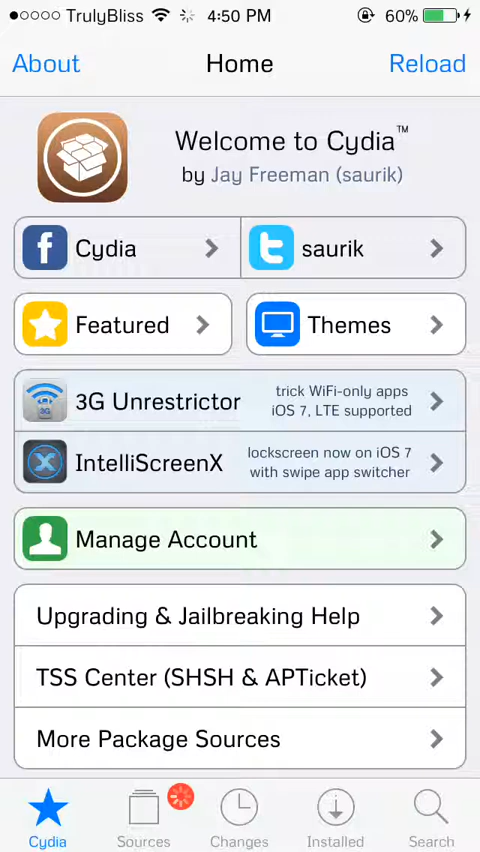 TrulyBliss 4:50 PM 60%
About Home Reload
Welcome to Cydia™
by Jay Freeman (saurik)
Cydia saurik
Featured Themes
3G
3G Unrestrictor
trick WiFi-only apps
iOS 7, LTE supported
IntelliScreenX
lockscreen now on iOS 7
with swipe app switcher
Manage Account
Upgrading & Jailbreaking Help
TSS Center (SHSH & APTicket)
More Package Sources
Cydia Sources Changes Installed Search